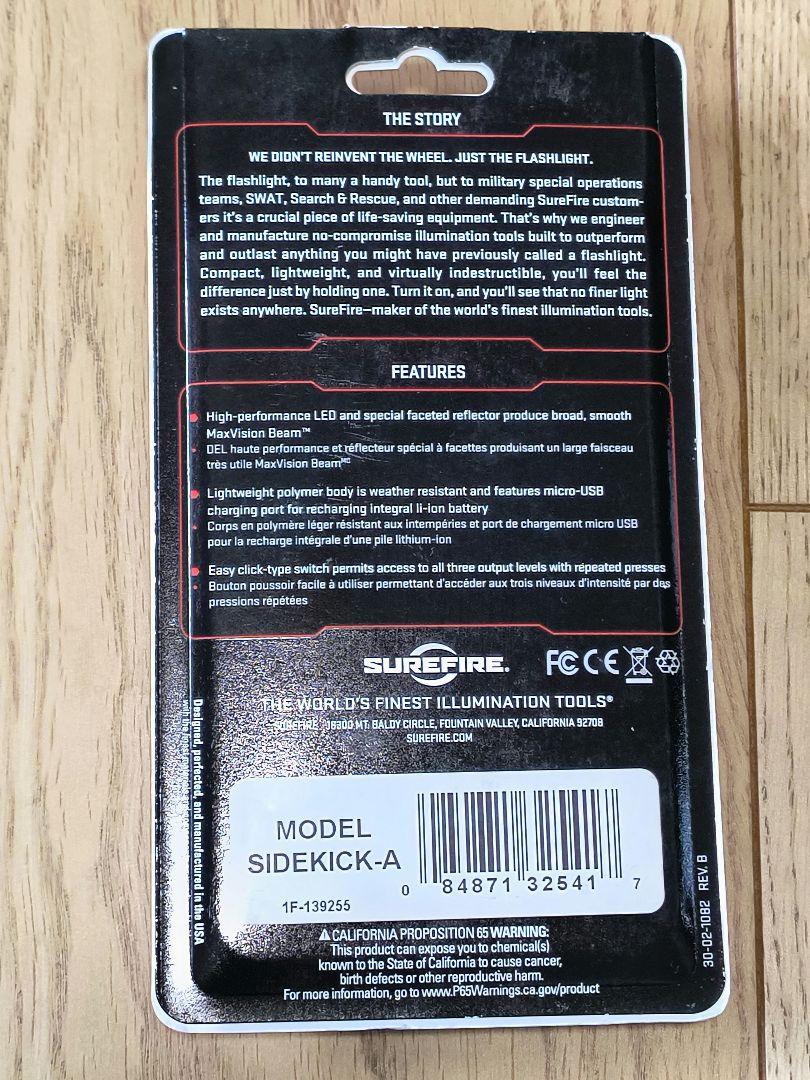 THE STORY
WE DIDN'T REINVENT THE WHEEL. JUST THE FLASHLIGHT.
The flashlight, to many a handy tool, but to military special operations
teams, SWAT, Search & Rescue, and other demanding SureFire custom-
ers it's a crucial piece of life-saving equipment. That's why we engineer
and manufacture no-compromise illumination tools built to outperform
and outlast anything you might have previously called a flashlight.
Compact, lightweight, and virtually indestructible, you'll feel the
difference just by holding one. Turn it on, and you'll see that no finer light
exists anywhere. SureFire—maker of the world's finest illumination tools.
FEATURES
High-performance LED and special faceted reflector produce broad, smooth
MaxVision Beam™
DEL haute performance et réflecteur spécial à facettes produisant un large faisceau
très utile MaxVision Beam ᴹᴰ
Lightweight polymer body is weather resistant and features micro-USB
charging port for recharging integral li-ion battery
Corps en polymère léger résistant aux intempéries et port de chargement micro USB
pour la recharge intégrale d'une pile lithium-ion
Easy click-type switch permits access to all three output levels with repeated presses
Bouton poussoir facile à utiliser permettant d'accéder aux trois niveaux d'intensité par des
pressions répétées
SUREFIRE®
FC CE
THE WORLD'S FINEST ILLUMINATION TOOLS®
SUREFIRE 18300 MT. BALDY CIRCLE, FOUNTAIN VALLEY, CALIFORNIA 92708
SUREFIRE.COM
Designed, perfected, and manufactured in the USA
with the finest
MODEL
SIDEKICK-A
1F-139255
0 84871 32541 7
⚠ CALIFORNIA PROPOSITION 65 WARNING:
This product can expose you to chemical(s)
known to the State of California to cause cancer,
birth defects or other reproductive harm.
For more information, go to www.P65Warnings.ca.gov/product
30-02-1082 REV. B